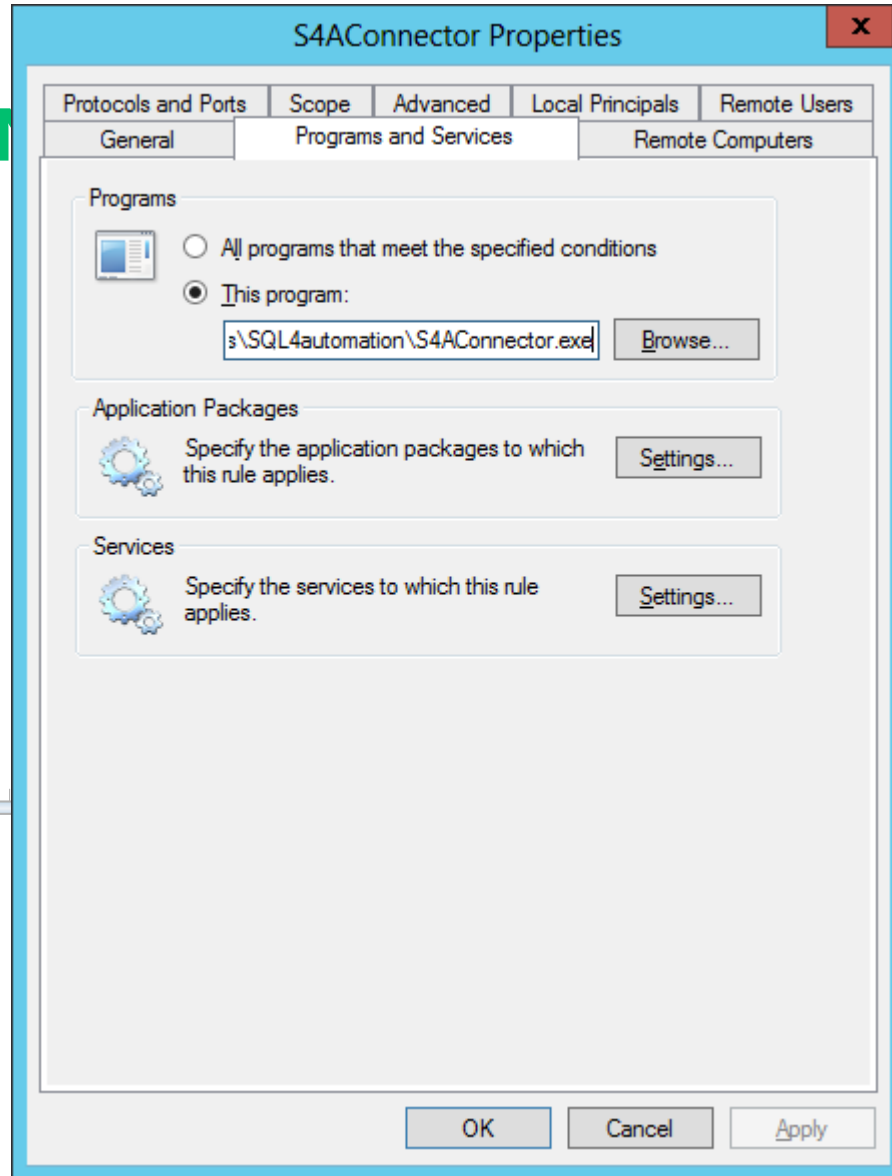 S4AConnector Properties
x
Protocols and Ports Scope Advanced Local Principals Remote Users
General Programs and Services Remote Computers
Programs
All programs that meet the specified conditions
This program:
s\SQL4automation\S4AConnector.exe Browse...
Application Packages
Specify the application packages to which
this rule applies.
Settings...
Services
Specify the services to which this rule
applies.
Settings...
OK Cancel Apply